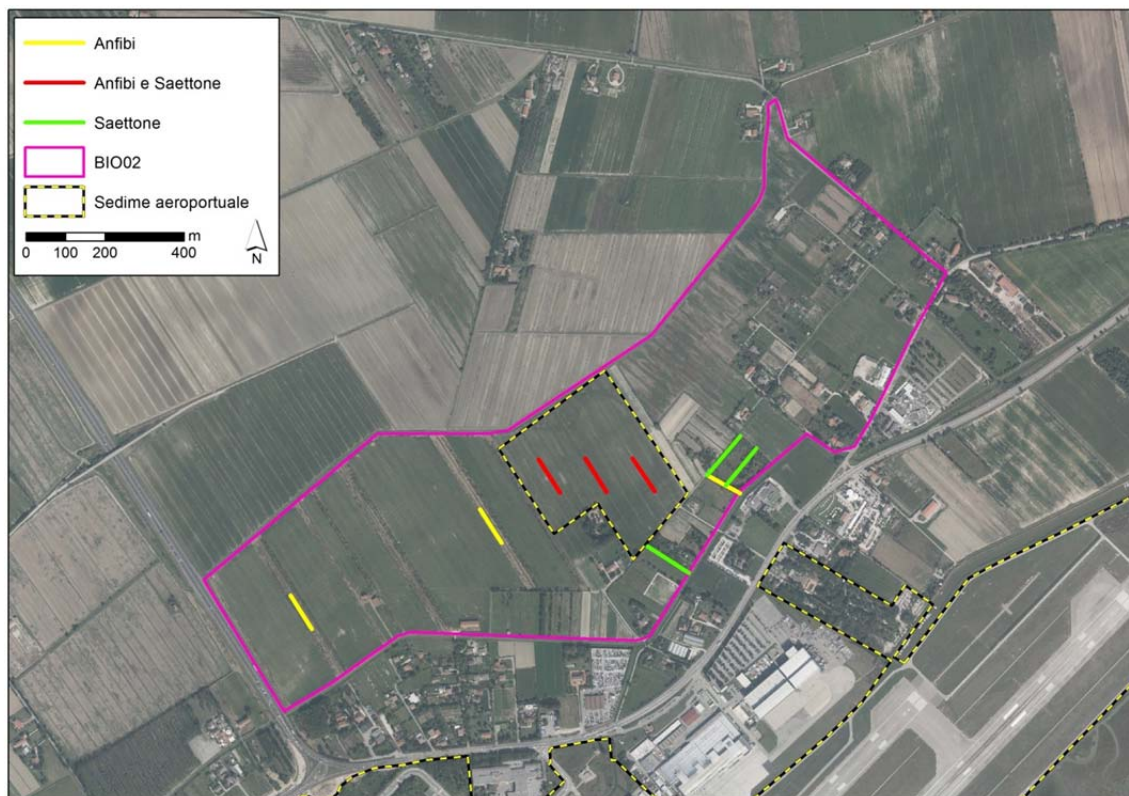 Anfibi
Anfibi e Saettone
Saettone
BIO02
Sedime aeroportuale
m
0 100 200 400
N